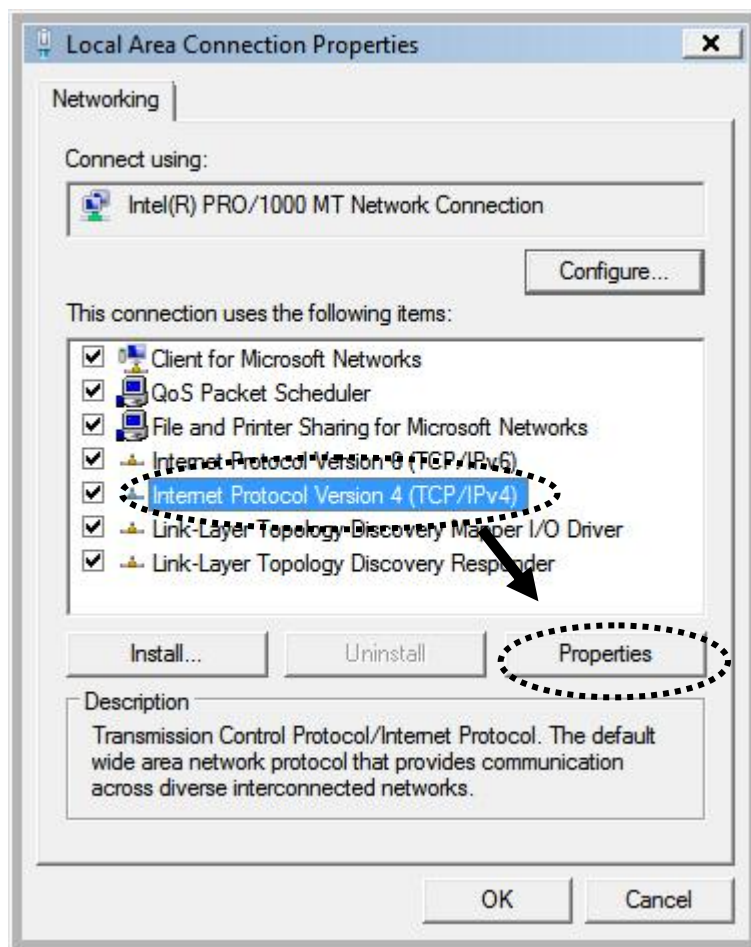 Local Area Connection Properties
Networking
Connect using:
Intel(R) PRO/1000 MT Network Connection
Configure...
This connection uses the following items:
Client for Microsoft Networks
QoS Packet Scheduler
File and Printer Sharing for Microsoft Networks
Internet Protocol Version 6 (TCP/IPv6)
Internet Protocol Version 4 (TCP/IPv4)
Link-Layer Topology Discovery Mapper I/O Driver
Link-Layer Topology Discovery Responder
Install... Uninstall Properties
Description
Transmission Control Protocol/Internet Protocol. The default
wide area network protocol that provides communication
across diverse interconnected networks.
OK Cancel